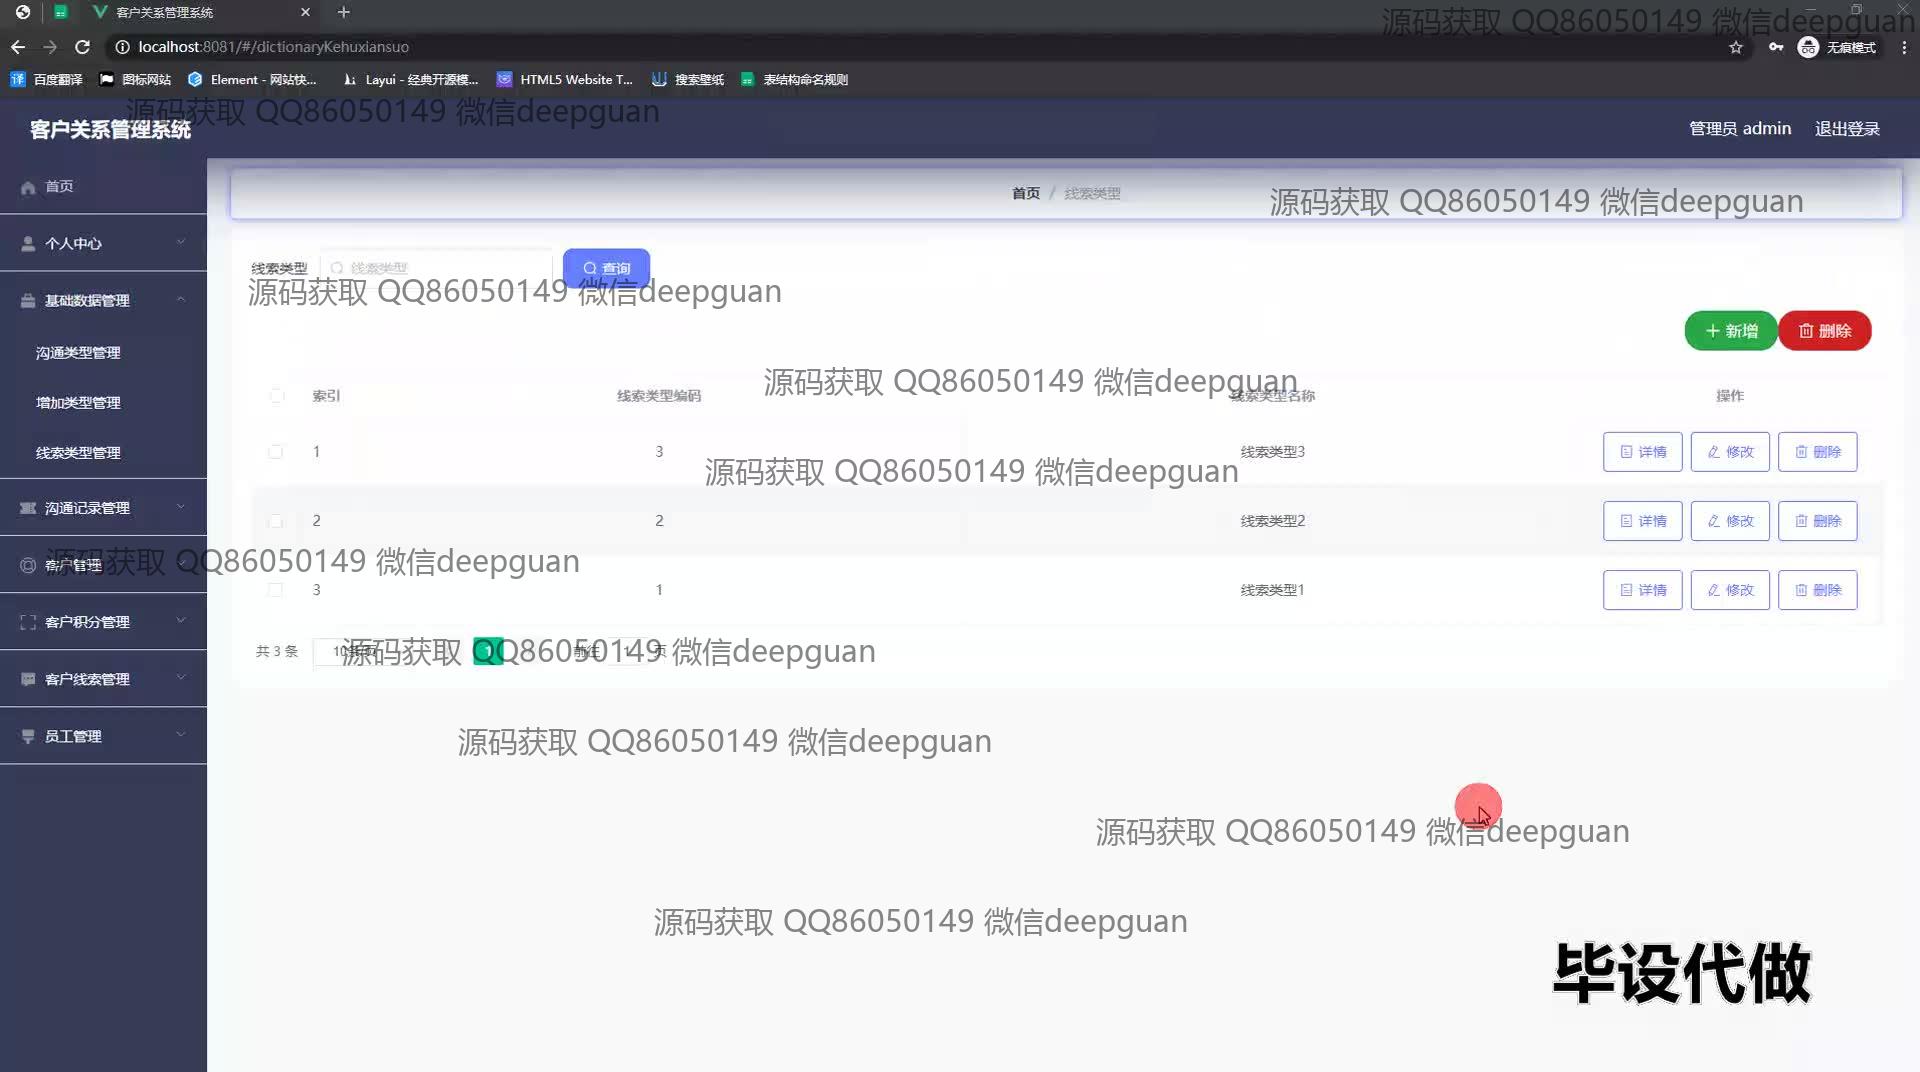 客户关系管理系统
源码获取 QQ86050149 微信deepguan
localhost:8081/#/dictionaryKehuxiansuo
无痕模式
百度翻译
图标网站
Element - 网站快...
Layui - 经典开源模...
HTML5 Website T...
搜索壁纸
表结构命名规则
源码获取 QQ86050149 微信deepguan
客户关系管理系统
管理员 admin
退出登录
首页
首页 / 线索类型
源码获取 QQ86050149 微信deepguan
个人中心
线索类型
线索类型
查询
源码获取 QQ86050149 微信deepguan
基础数据管理
新增
删除
沟通类型管理
源码获取 QQ86050149 微信deepguan
索引
线索类型编码
线索类型名称
操作
增加类型管理
1
3
线索类型3
详情
修改
删除
线索类型管理
源码获取 QQ86050149 微信deepguan
沟通记录管理
2
2
线索类型2
详情
修改
删除
客户管理
源码获取 QQ86050149 微信deepguan
3
1
线索类型1
详情
修改
删除
客户积分管理
共 3 条
10条/页
1
前往
1
页
源码获取 QQ86050149 微信deepguan
客户线索管理
员工管理
源码获取 QQ86050149 微信deepguan
源码获取 QQ86050149 微信deepguan
源码获取 QQ86050149 微信deepguan
毕设代做